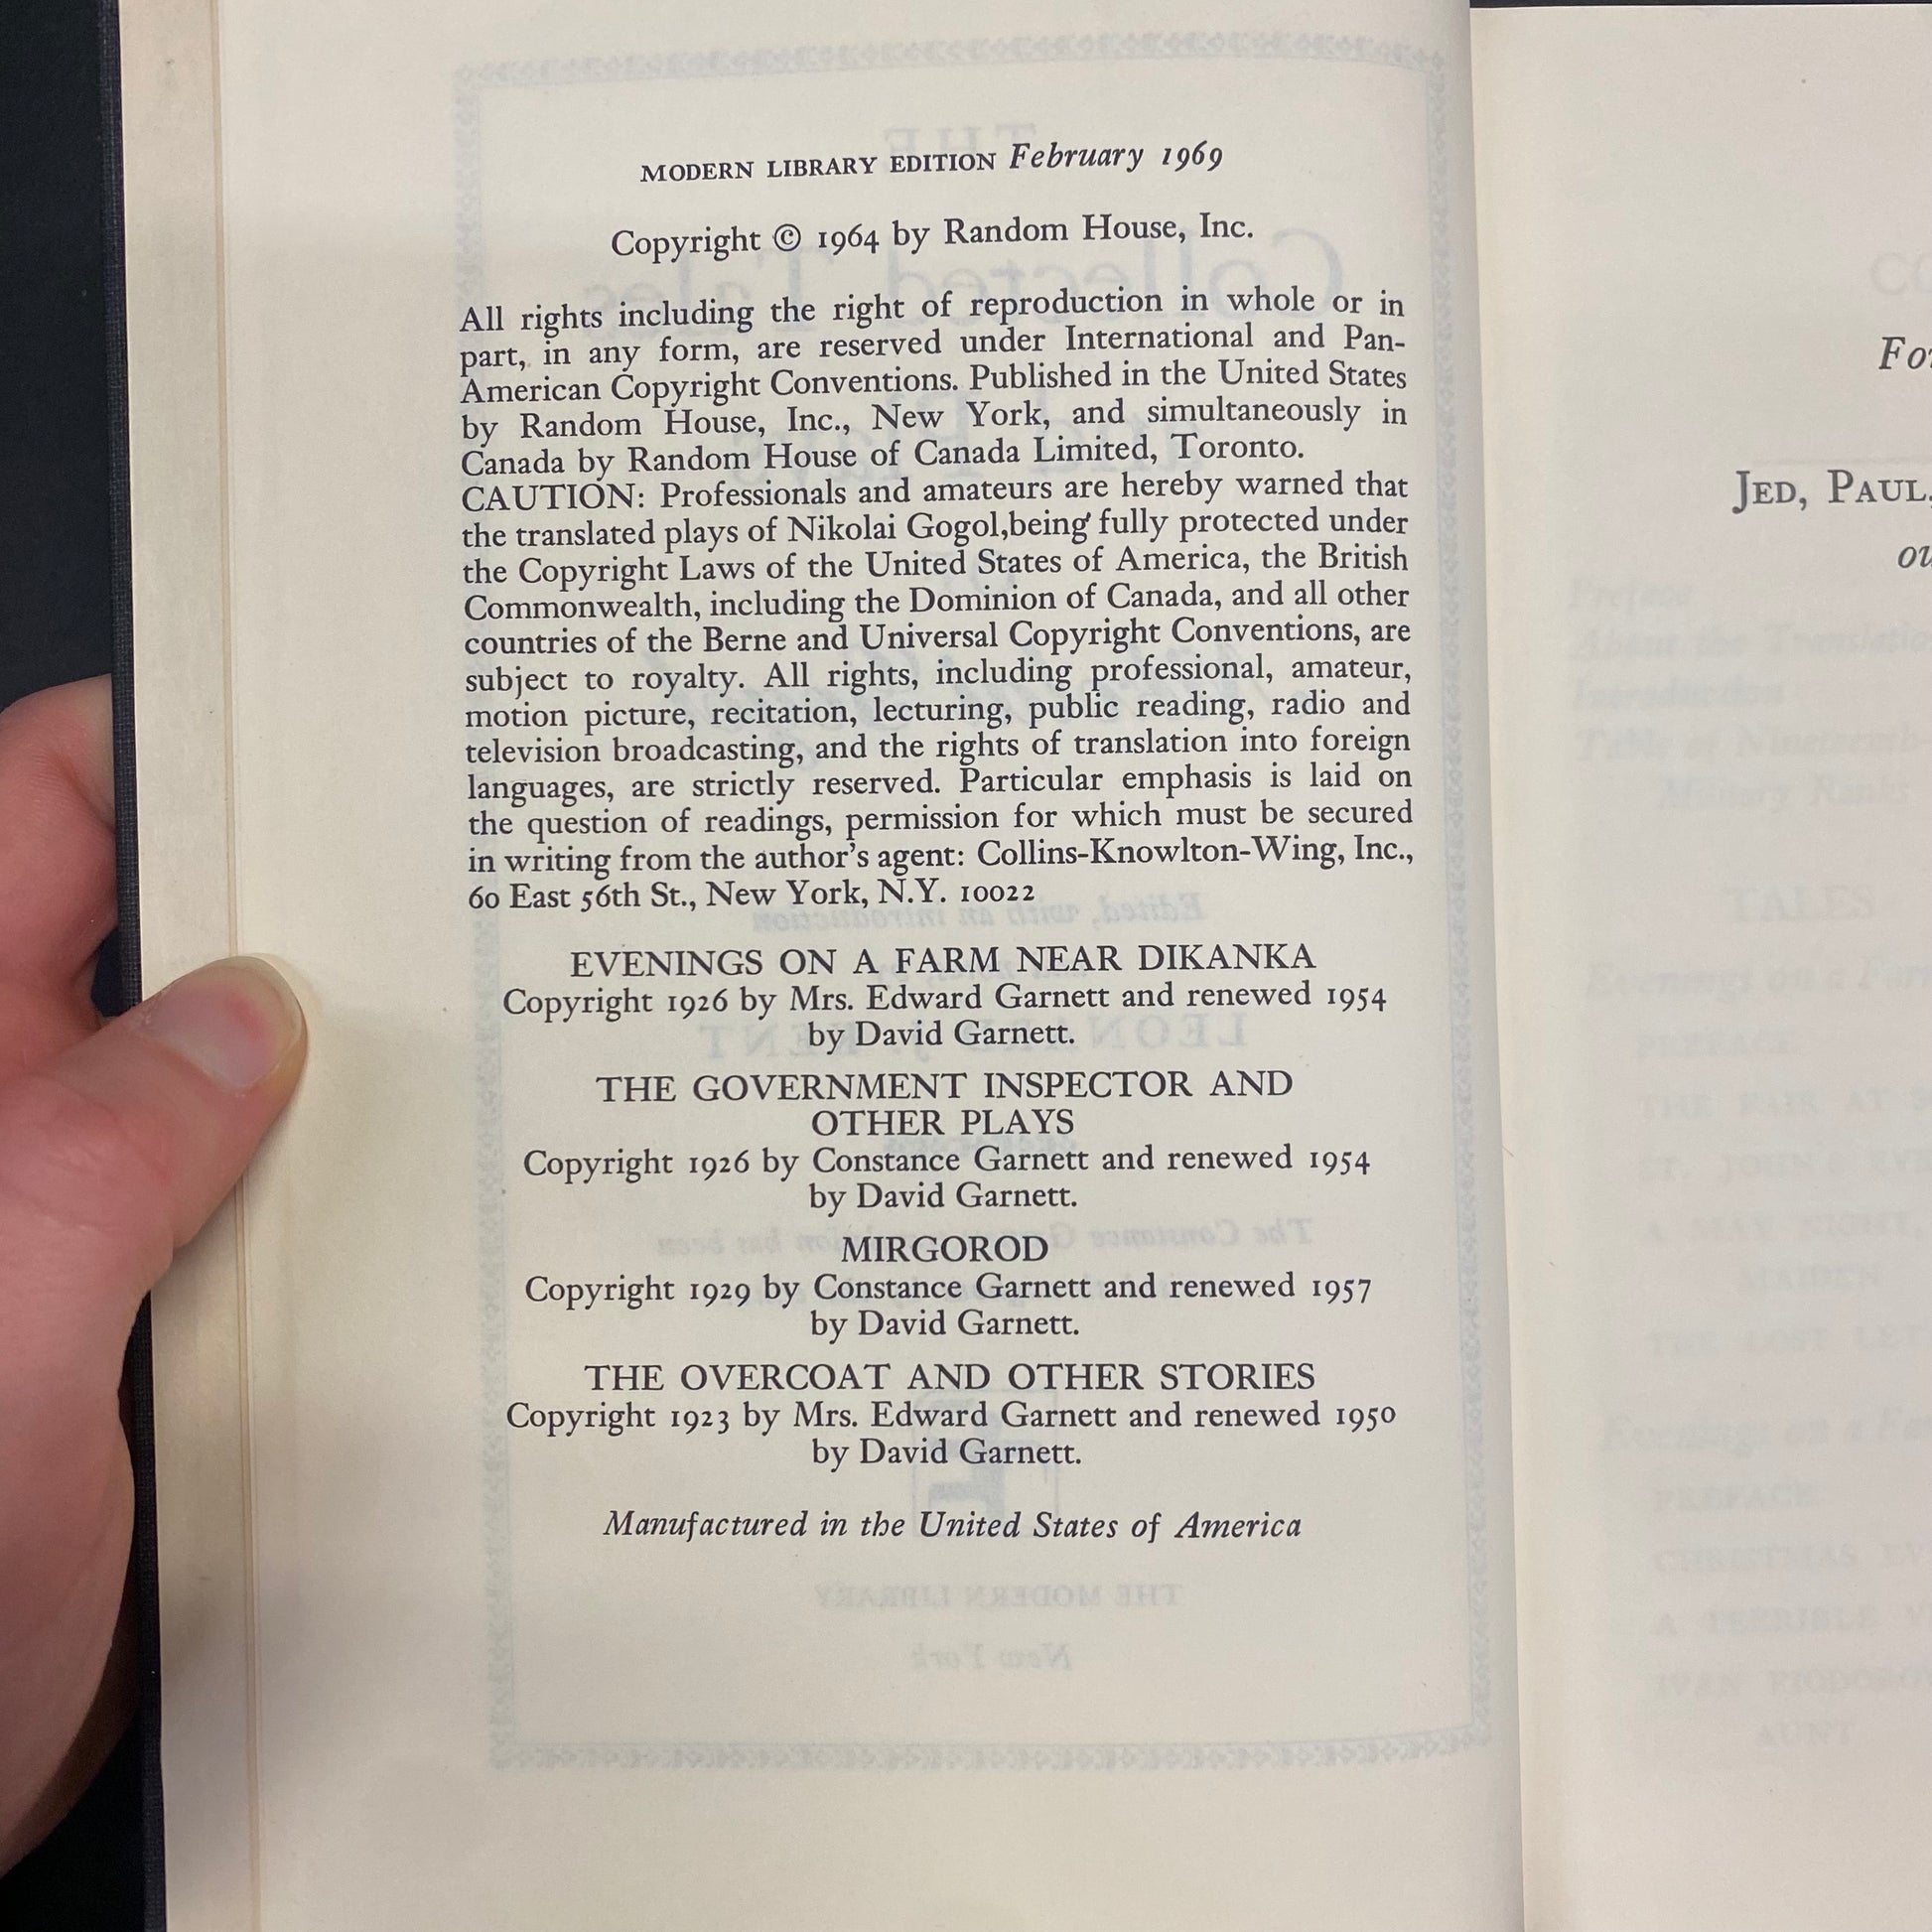 MODERN LIBRARY EDITION February 1969
Copyright © 1964 by Random House, Inc.
All rights including the right of reproduction in whole or in
part, in any form, are reserved under International and Pan-
American Copyright Conventions. Published in the United States
by Random House, Inc., New York, and simultaneously in
Canada by Random House of Canada Limited, Toronto.
CAUTION: Professionals and amateurs are hereby warned that
the translated plays of Nikolai Gogol,being fully protected under
the Copyright Laws of the United States of America, the British
Commonwealth, including the Dominion of Canada, and all other
countries of the Berne and Universal Copyright Conventions, are
subject to royalty. All rights, including professional, amateur,
motion picture, recitation, lecturing, public reading, radio and
television broadcasting, and the rights of translation into foreign
languages, are strictly reserved. Particular emphasis is laid on
the question of readings, permission for which must be secured
in writing from the author's agent: Collins-Knowlton-Wing, Inc.,
60 East 56th St., New York, N.Y. 10022
EVENINGS ON A FARM NEAR DIKANKA
Copyright 1926 by Mrs. Edward Garnett and renewed 1954
by David Garnett.
THE GOVERNMENT INSPECTOR AND
OTHER PLAYS
Copyright 1926 by Constance Garnett and renewed 1954
by David Garnett.
MIRGOROD
Copyright 1929 by Constance Garnett and renewed 1957
by David Garnett.
THE OVERCOAT AND OTHER STORIES
Copyright 1923 by Mrs. Edward Garnett and renewed 1950
by David Garnett.
Manufactured in the United States of America
JED, PAUL,